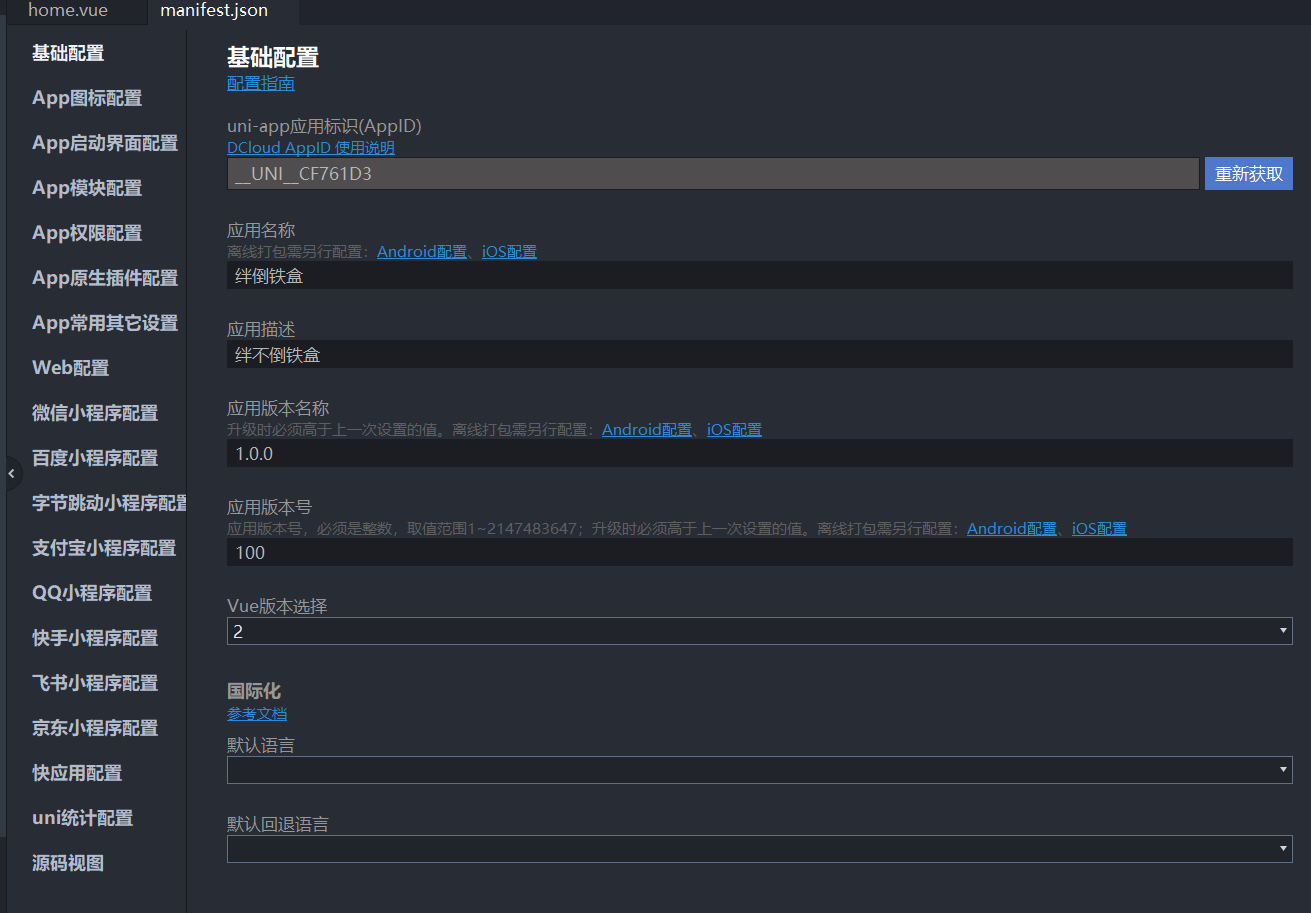 home.vue
manifest.json
基础配置
App图标配置
App启动界面配置
App模块配置
App权限配置
App原生插件配置
App常用其它设置
Web配置
微信小程序配置
百度小程序配置
字节跳动小程序配置
支付宝小程序配置
QQ小程序配置
快手小程序配置
飞书小程序配置
京东小程序配置
快应用配置
uni统计配置
源码视图
基础配置
配置指南
uni-app应用标识(AppID)
DCloud AppID 使用说明
__UNI__CF761D3
重新获取
应用名称
离线打包需另行配置：Android配置、iOS配置
绊倒铁盒
应用描述
绊不倒铁盒
应用版本名称
升级时必须高于上一次设置的值。离线打包需另行配置：Android配置、iOS配置
1.0.0
应用版本号
应用版本号，必须是整数，取值范围1~2147483647；升级时必须高于上一次设置的值。离线打包需另行配置：Android配置、iOS配置
100
Vue版本选择
2
国际化
参考文档
默认语言
默认回退语言